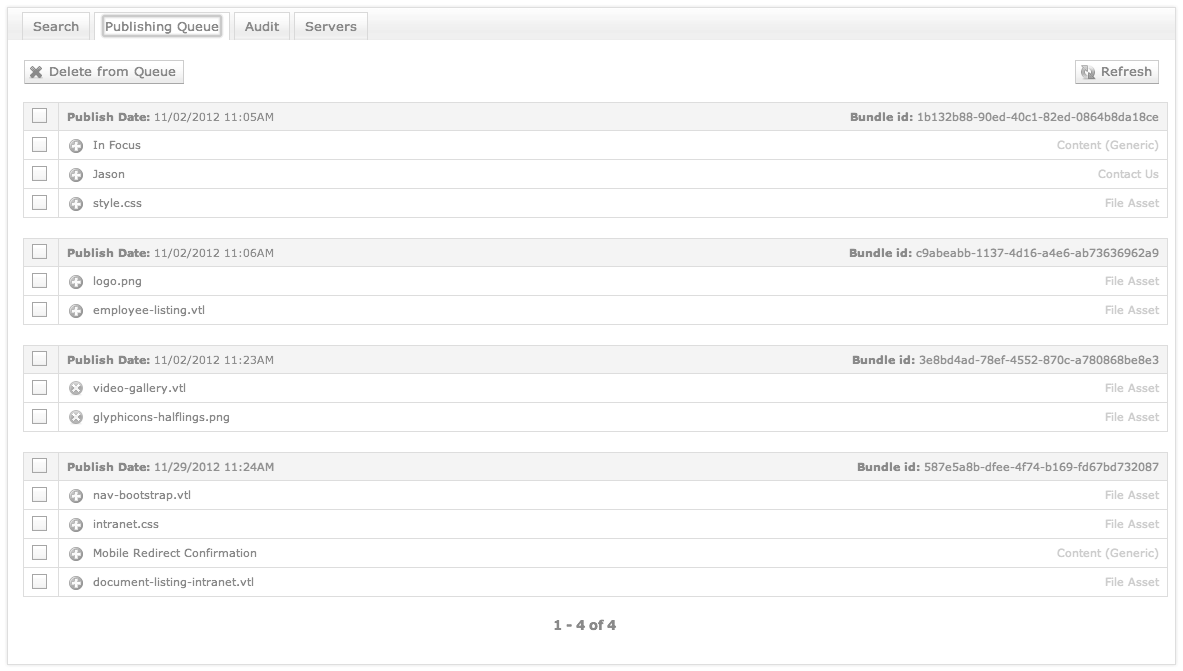 Search Publishing Queue Audit Servers
Delete from Queue Refresh
Publish Date: 11/02/2012 11:05AM Bundle id: 1b132b88-90ed-40c1-82ed-0864b8da18ce
In Focus Content (Generic)
Jason Contact Us
style.css File Asset
Publish Date: 11/02/2012 11:06AM Bundle id: c9abeabb-1137-4d16-a4e6-ab73636962a9
logo.png File Asset
employee-listing.vtl File Asset
Publish Date: 11/02/2012 11:23AM Bundle id: 3e8bd4ad-78ef-4552-870c-a780868be8e3
video-gallery.vtl File Asset
glyphicons-halflings.png File Asset
Publish Date: 11/29/2012 11:24AM Bundle id: 587e5a8b-dfee-4f74-b169-fd67bd732087
nav-bootstrap.vtl File Asset
intranet.css File Asset
Mobile Redirect Confirmation Content (Generic)
document-listing-intranet.vtl File Asset
1 - 4 of 4